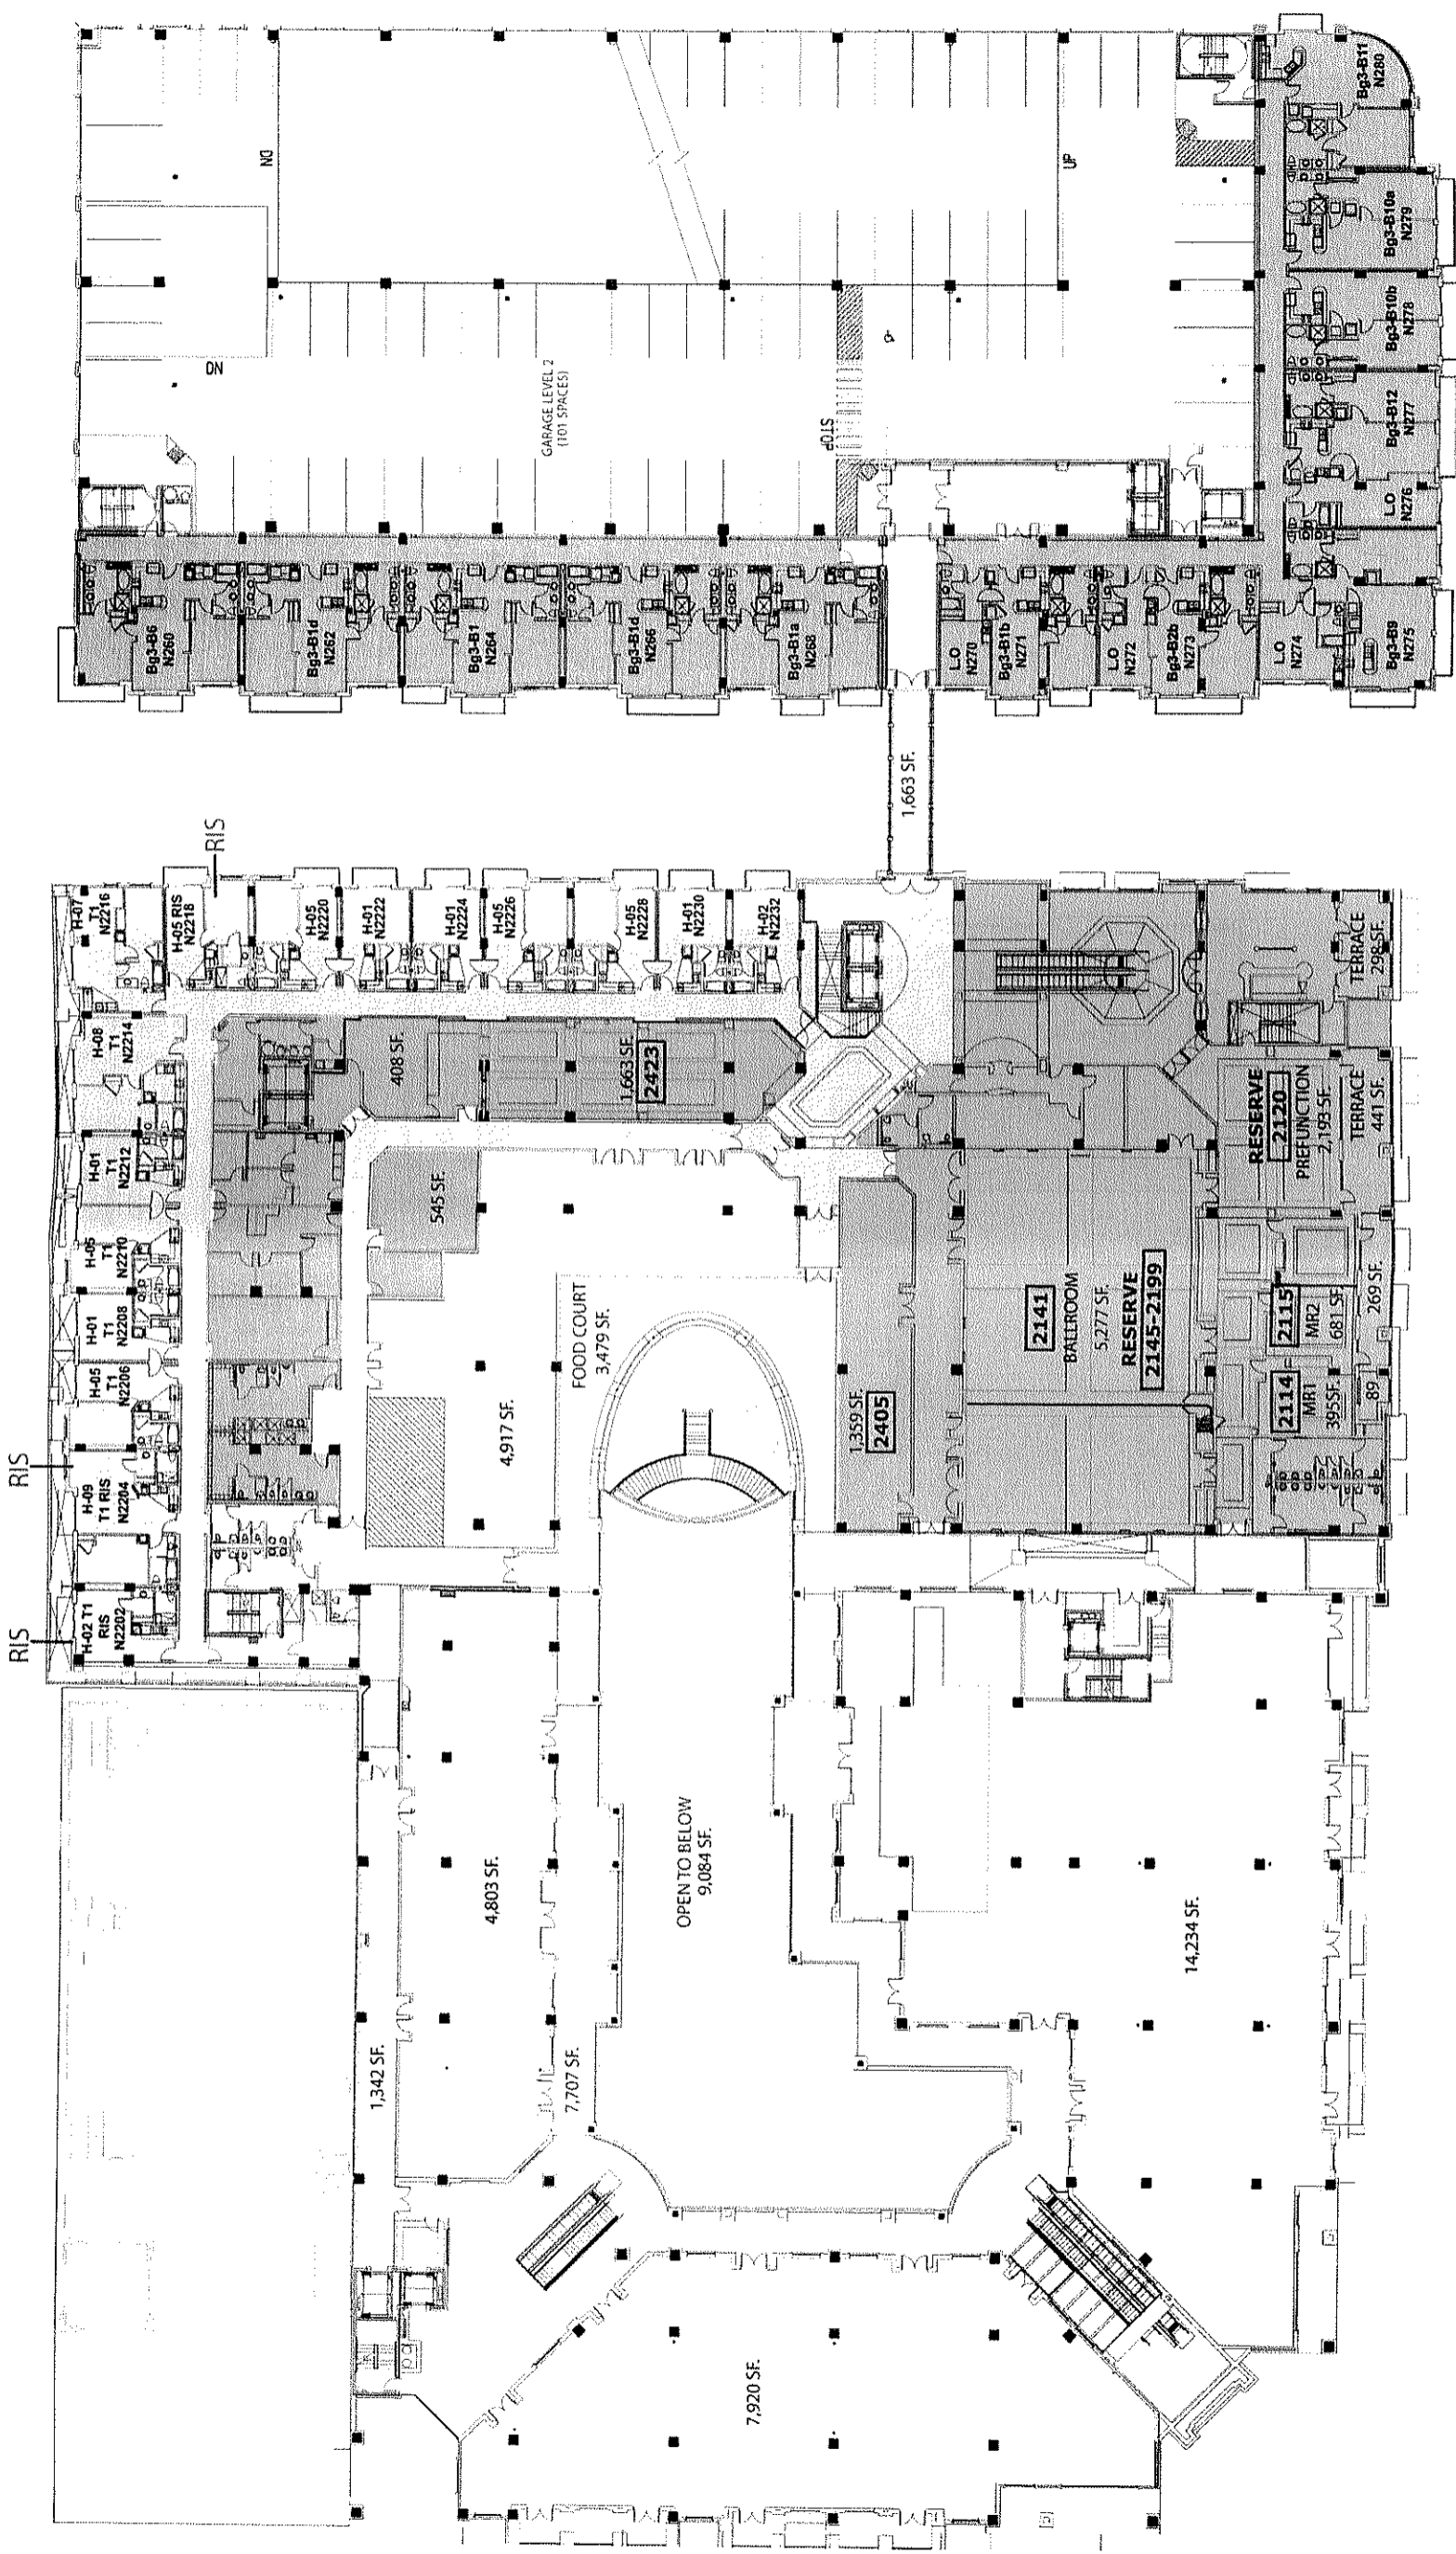 RIS
RIS
RIS
H-02 T1
RIS
N2202
H-09
T1 RIS
N2204
H-05
T1
N2206
H-01
T1
N2208
H-05
T1
N2210
H-01
T1
N2212
H-08
T1
N2214
H-07
T1
N2216
H-05 RIS
N2218
H-05
N2220
H-01
N2222
H-01
N2224
H-05
N2226
H-05
N2228
H-01
N2230
H-02
N2232
408 SF.
1,663 SF.
2423
545 SF.
FOOD COURT
3,479 SF.
4,917 SF.
1,342 SF.
4,803 SF.
7,707 SF.
OPEN TO BELOW
9,084 SF.
7,920 SF.
14,234 SF.
1,359 SF.
2405
2141
BALLROOM
5,277 SF.
RESERVE
2145-2199
2114
MR1
395SF.
89
2115
MR2
681 SF.
269 SF.
RESERVE
2120
PREFUNCTION
2,193 SF.
TERRACE
441 SF.
TERRACE
298 SF.
1,663 SF.
Bg3-B6
N260
Bg3-B1d
N262
Bg3-B1
N264
Bg3-B1d
N266
Bg3-B1a
N268
L.O
N270
Bg3-B1b
N271
L.O
N272
Bg3-B2b
N273
L.O
N274
Bg3-B9
N275
L.O
N276
Bg3-B12
N277
Bg3-B10b
N278
Bg3-B10a
N279
Bg3-B11
N280
GARAGE LEVEL 2
(101 SPACES)
DN
DN
UP
STOP